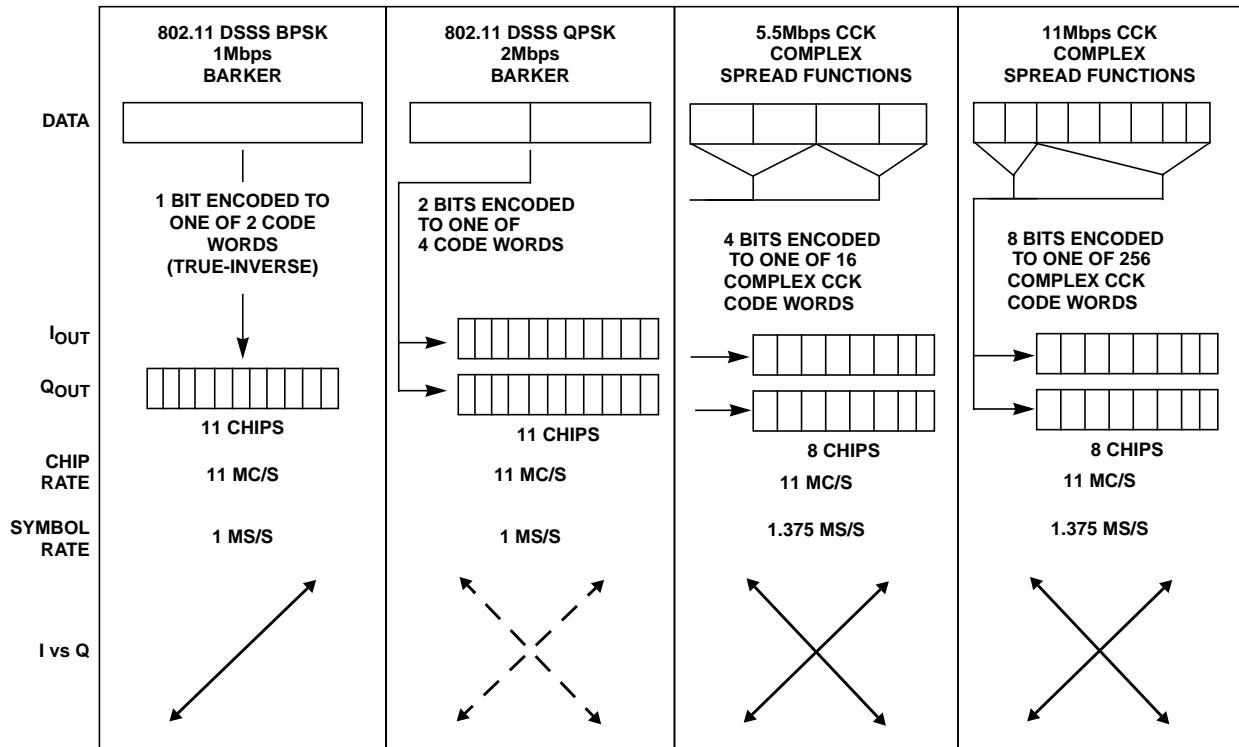 802.11 DSSS BPSK
1Mbps
BARKER
802.11 DSSS QPSK
2Mbps
BARKER
5.5Mbps CCK
COMPLEX
SPREAD FUNCTIONS
11Mbps CCK
COMPLEX
SPREAD FUNCTIONS
DATA
1 BIT ENCODED TO
ONE OF 2 CODE
WORDS
(TRUE-INVERSE)
2 BITS ENCODED
TO ONE OF
4 CODE WORDS
4 BITS ENCODED
TO ONE OF 16
COMPLEX CCK
CODE WORDS
8 BITS ENCODED
TO ONE OF 256
COMPLEX CCK
CODE WORDS
IOUT
QOUT
11 CHIPS
11 CHIPS
8 CHIPS
8 CHIPS
CHIP
RATE
11 MC/S
11 MC/S
11 MC/S
11 MC/S
SYMBOL
RATE
1 MS/S
1 MS/S
1.375 MS/S
1.375 MS/S
I vs Q